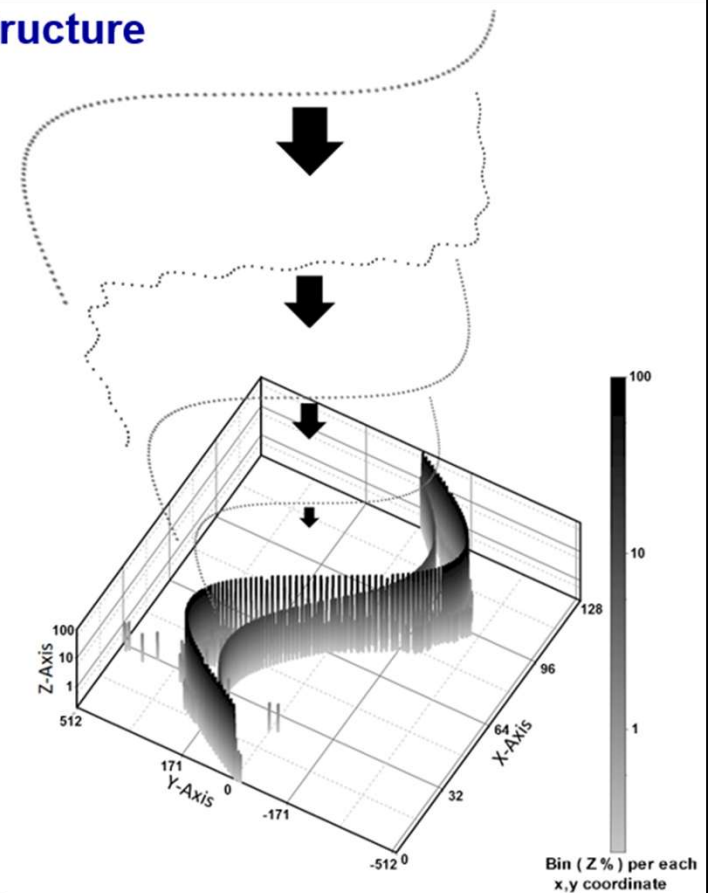 ructure
100
10
1
100
10
1
Z-Axis
512
171
Y-Axis
0
-171
-512
0
32
64
X-Axis
96
128
Bin ( Z % ) per each
x,y coordinate